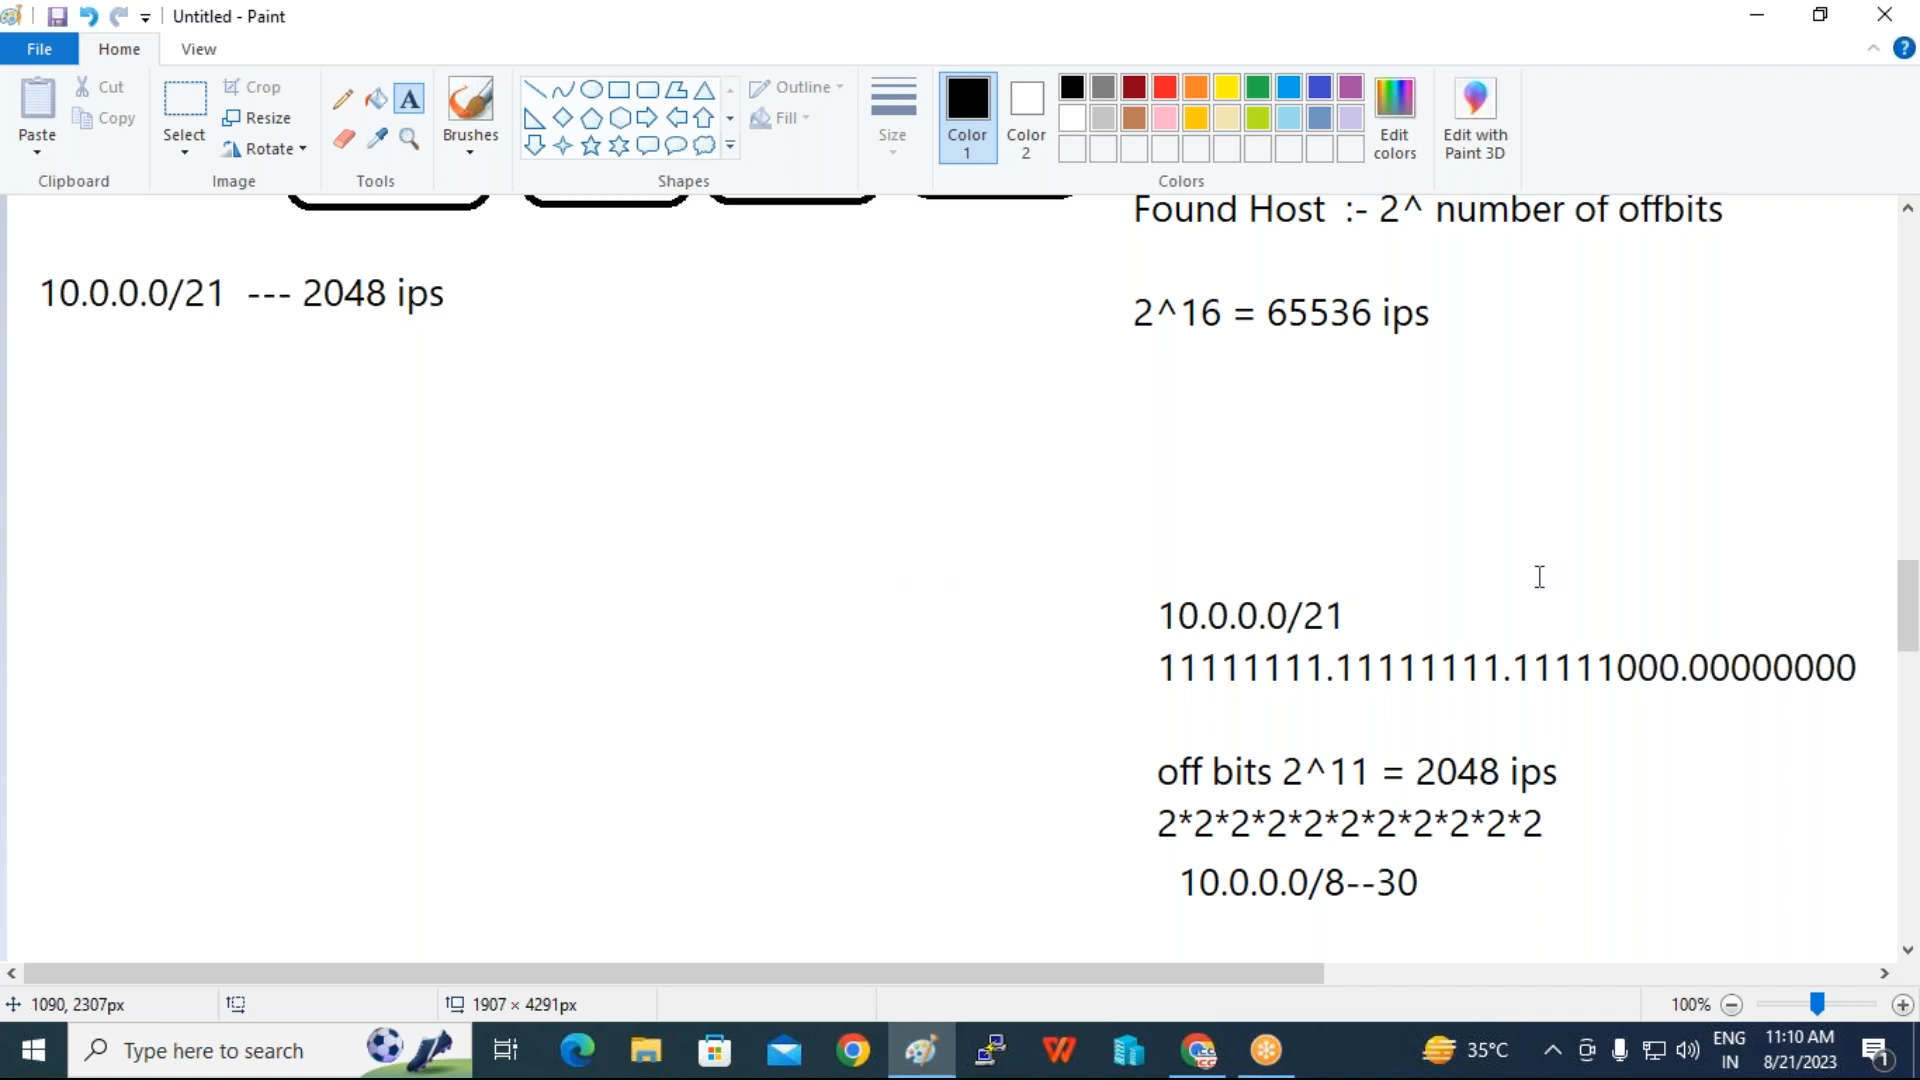 Untitled - Paint
File Home View
Paste
Cut
Copy
Clipboard
Select
Crop
Resize
Rotate
Image
Tools
Brushes
Shapes
Outline
Fill
Size
Color 1
Color 2
Edit colors
Colors
Edit with Paint 3D
Found Host :- 2^ number of offbits
10.0.0.0/21 --- 2048 ips
2^16 = 65536 ips
10.0.0.0/21
11111111.11111111.11111000.00000000
off bits 2^11 = 2048 ips
2*2*2*2*2*2*2*2*2*2*2
10.0.0.0/8--30
1090, 2307px
1907 × 4291px
100%
Type here to search
35°C
ENG
IN
11:10 AM
8/21/2023
1